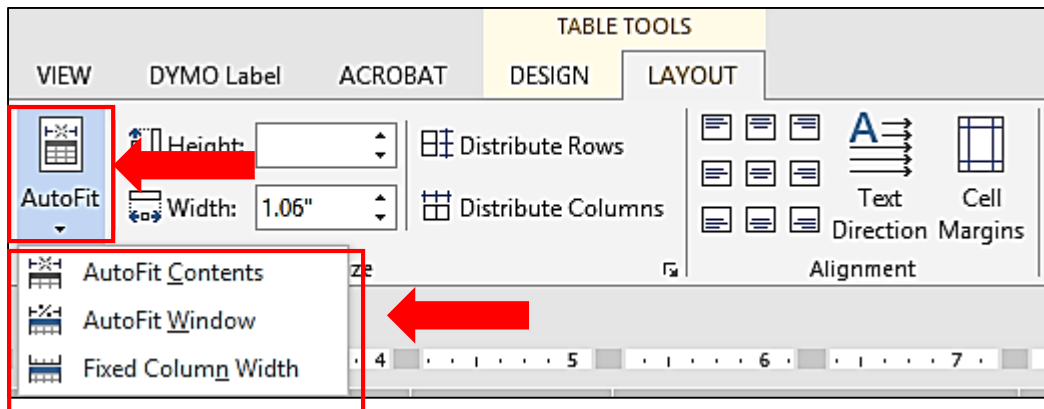 TABLE TOOLS
VIEW DYMO Label ACROBAT DESIGN LAYOUT
AutoFit
Height:
Width: 1.06"
Distribute Rows
Distribute Columns
Text
Direction
Cell
Margins
ze
Alignment
AutoFit Contents
AutoFit Window
Fixed Column Width
4 5 6 7